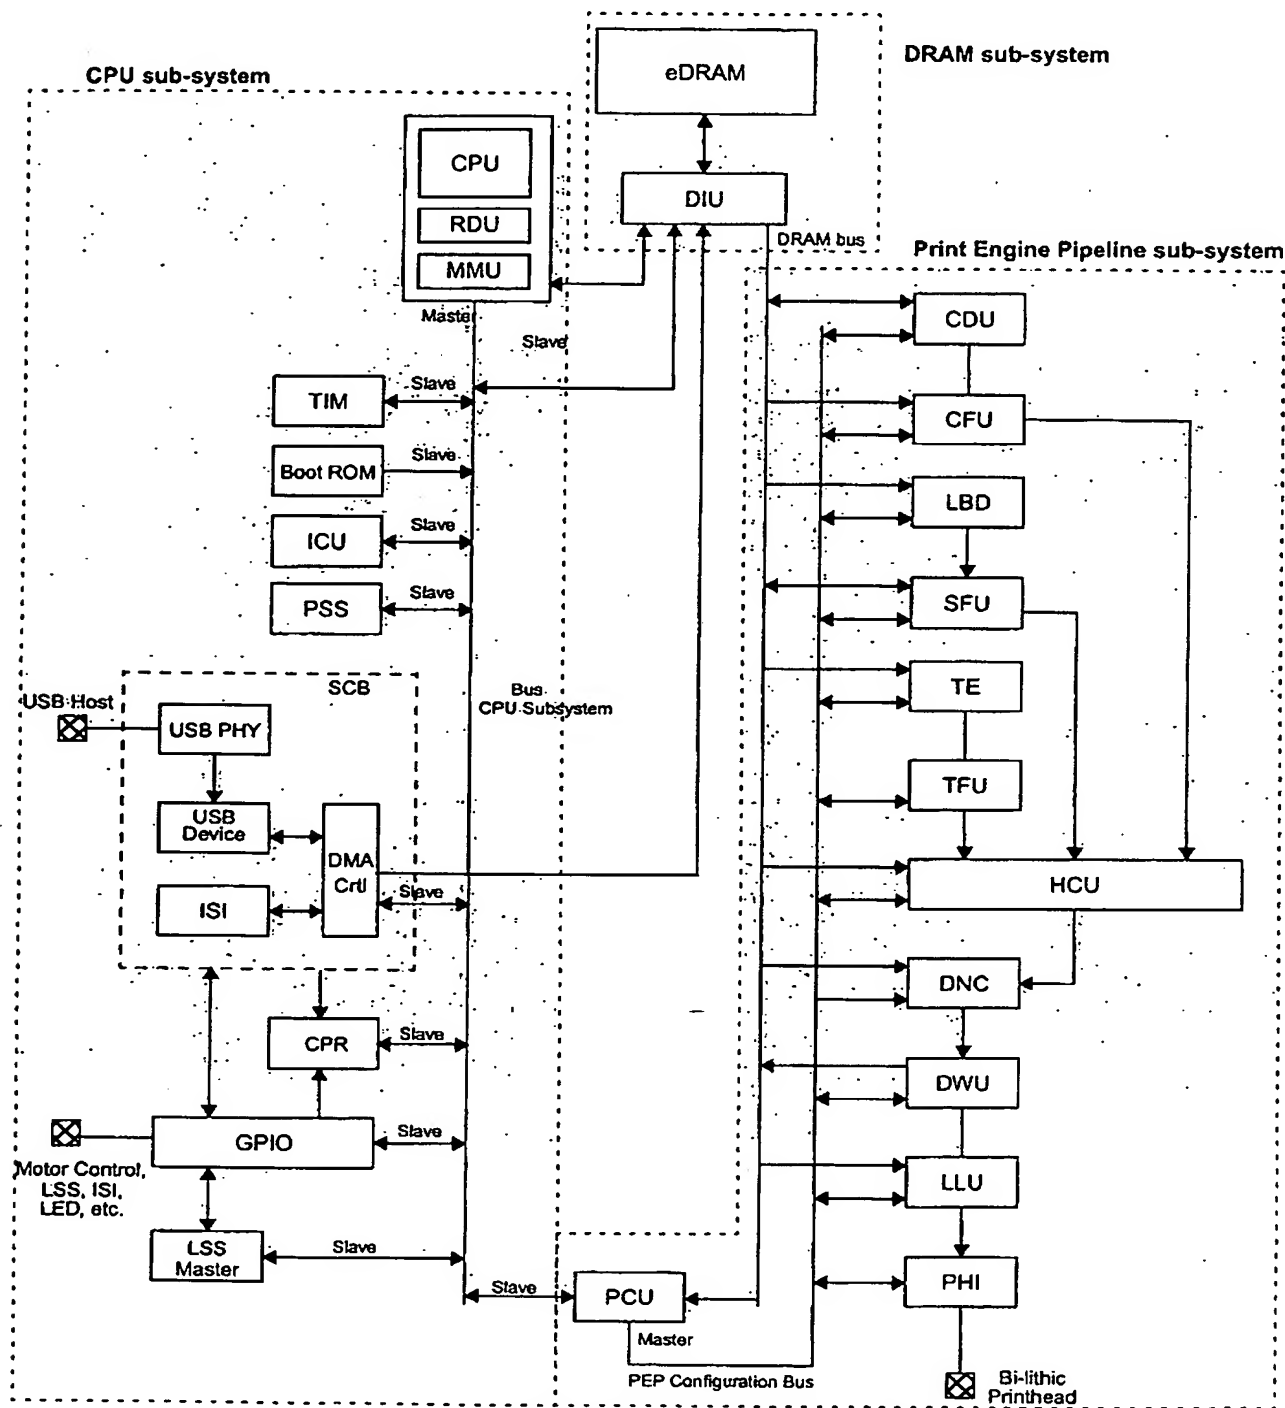 DRAM sub-system
CPU sub-system
eDRAM
CPU
RDU
MMU
DIU
DRAM bus
Print Engine Pipeline sub-system
Master
Slave
CDU
TIM
Slave
CFU
Boot ROM
Slave
LBD
ICU
Slave
PSS
Slave
SFU
SCB
TE
USB Host
USB PHY
Bus
CPU Subsystem
TFU
USB
Device
DMA
Crtl
Slave
HCU
ISI
DNC
CPR
Slave
DWU
GPIO
Slave
Motor Control,
LSS, ISI,
LED, etc.
LLU
LSS
Master
Slave
Slave
PCU
PHI
Master
PEP Configuration Bus
Bi-lithic
Printhead